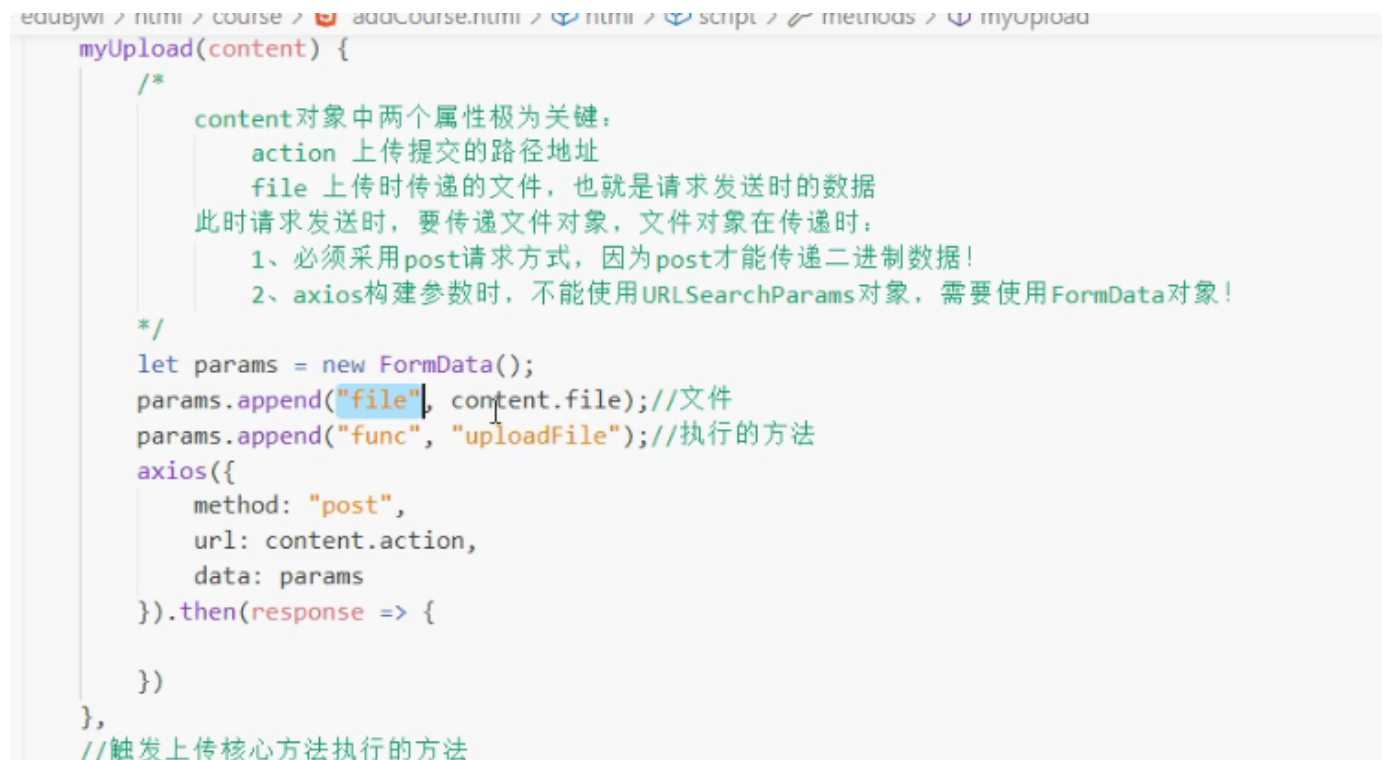 eduBjwl > html > course > addCourse.html > html > script > methods > myUpload
myUpload(content) {
/*
content对象中两个属性极为关键：
action 上传提交的路径地址
file 上传时传递的文件，也就是请求发送时的数据
此时请求发送时，要传递文件对象，文件对象在传递时：
1、必须采用post请求方式，因为post才能传递二进制数据！
2、axios构建参数时，不能使用URLSearchParams对象，需要使用FormData对象！
*/
let params = new FormData();
params.append("file", content.file);//文件
params.append("func", "uploadFile");//执行的方法
axios({
method: "post",
url: content.action,
data: params
}).then(response => {
})
},
//触发上传核心方法执行的方法